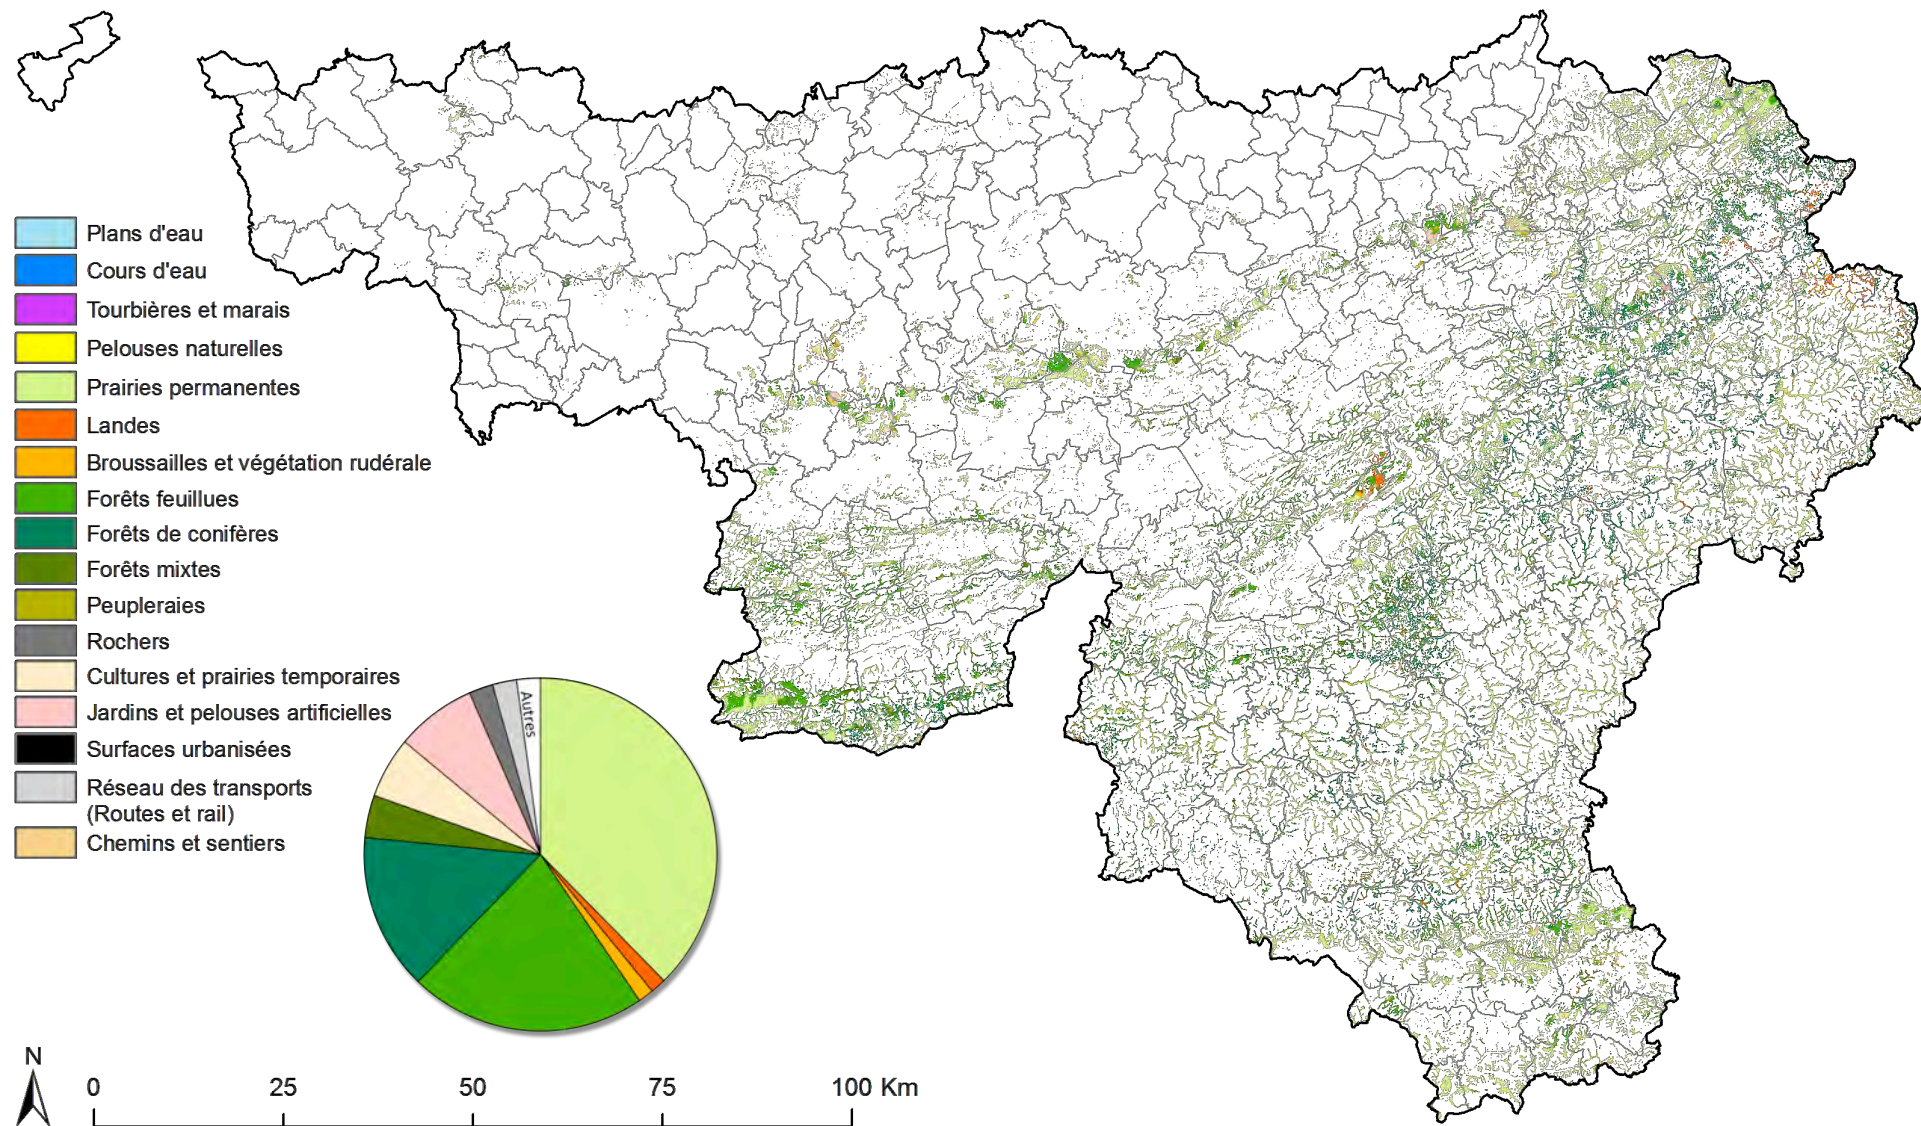 Plans d'eau
Cours d'eau
Tourbières et marais
Pelouses naturelles
Prairies permanentes
Landes
Broussailles et végétation rudérale
Forêts feuillues
Forêts de conifères
Forêts mixtes
Peupleraies
Rochers
Cultures et prairies temporaires
Jardins et pelouses artificielles
Surfaces urbanisées
Réseau des transports
(Routes et rail)
Chemins et sentiers
Autres
N
0 25 50 75 100 Km